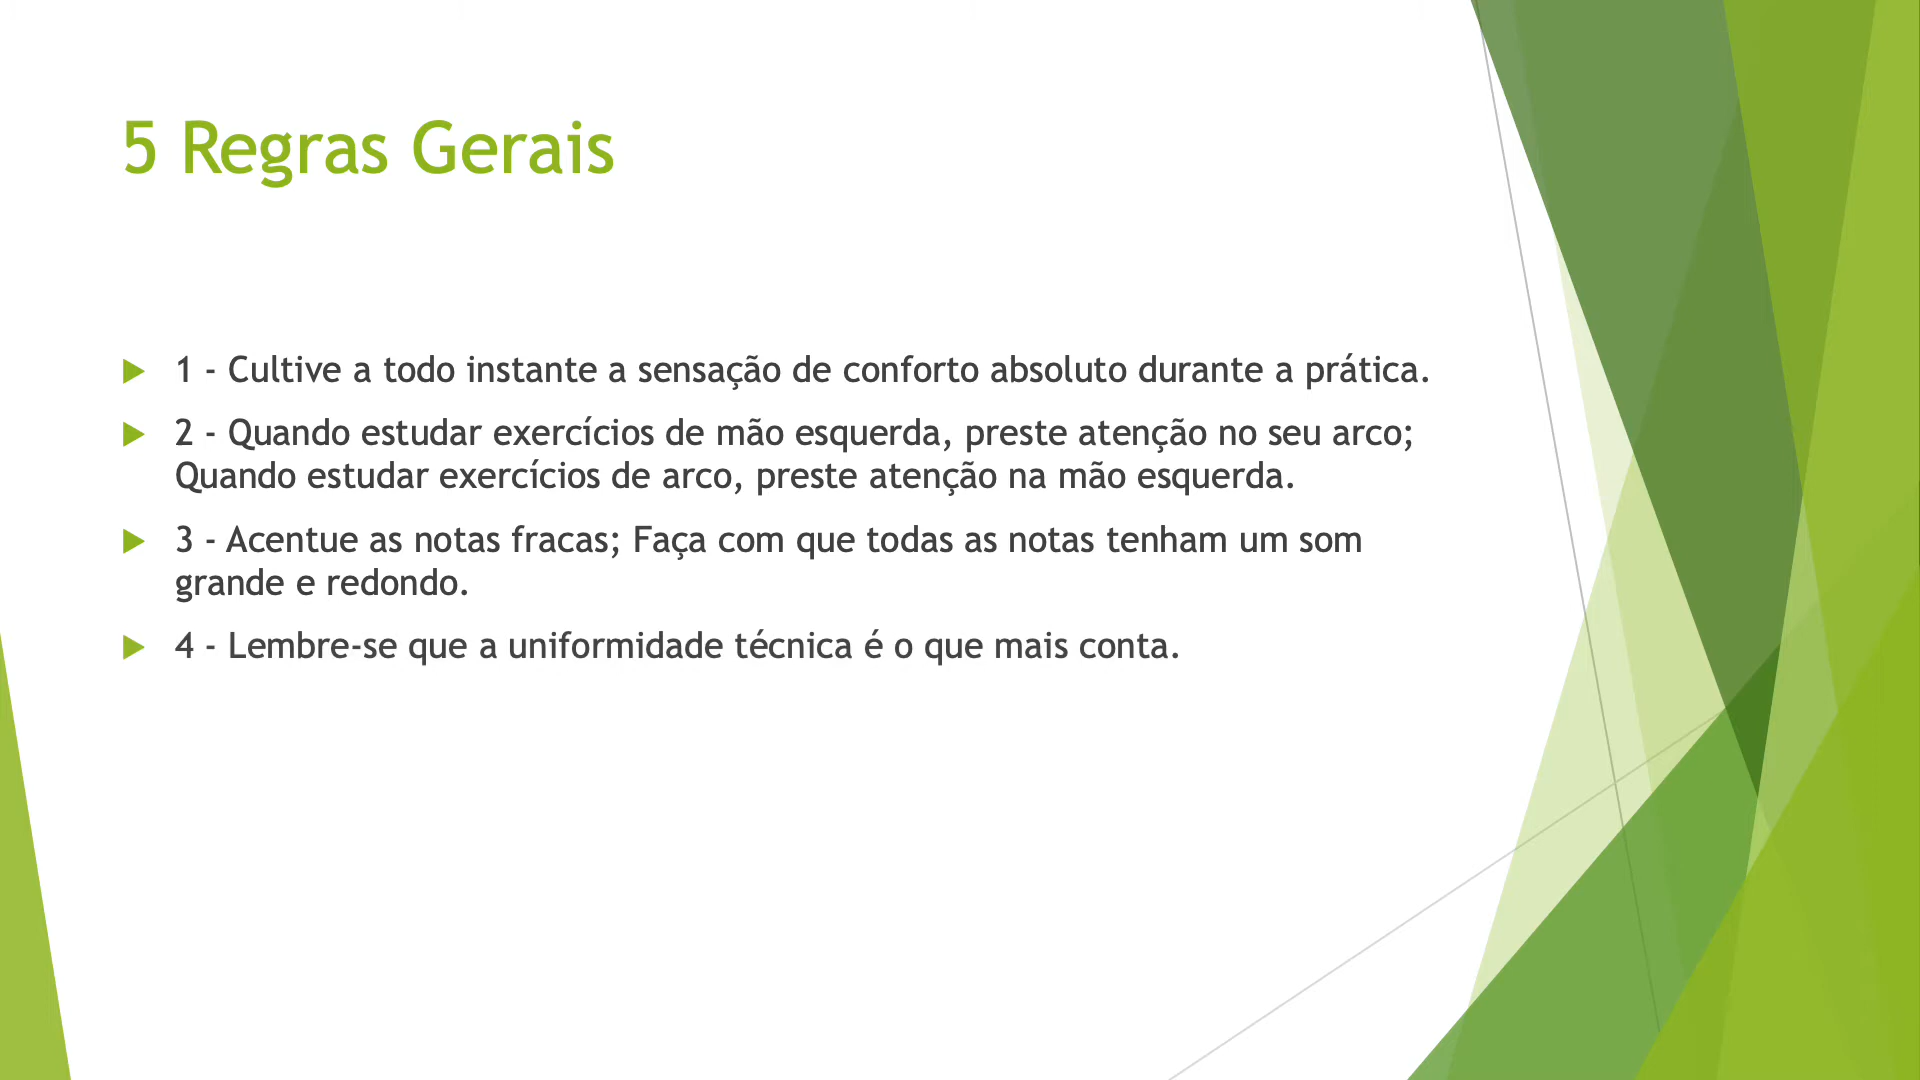 5 Regras Gerais
1 - Cultive a todo instante a sensação de conforto absoluto durante a prática.
2 - Quando estudar exercícios de mão esquerda, preste atenção no seu arco;
Quando estudar exercícios de arco, preste atenção na mão esquerda.
3 - Acentue as notas fracas; Faça com que todas as notas tenham um som
grande e redondo.
4 - Lembre-se que a uniformidade técnica é o que mais conta.